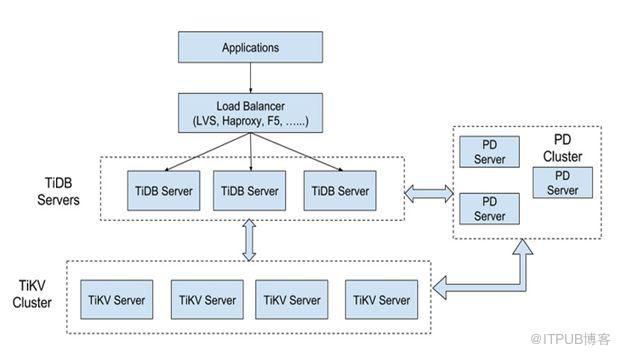 Applications
Load Balancer
(LVS, Haproxy, F5, …...)
TiDB
Servers
TiDB Server
TiDB Server
TiDB Server
PD
Cluster
PD
Server
PD
Server
PD
Server
TiKV
Cluster
TiKV Server
TiKV Server
TiKV Server
TiKV Server
@ITPUB博客